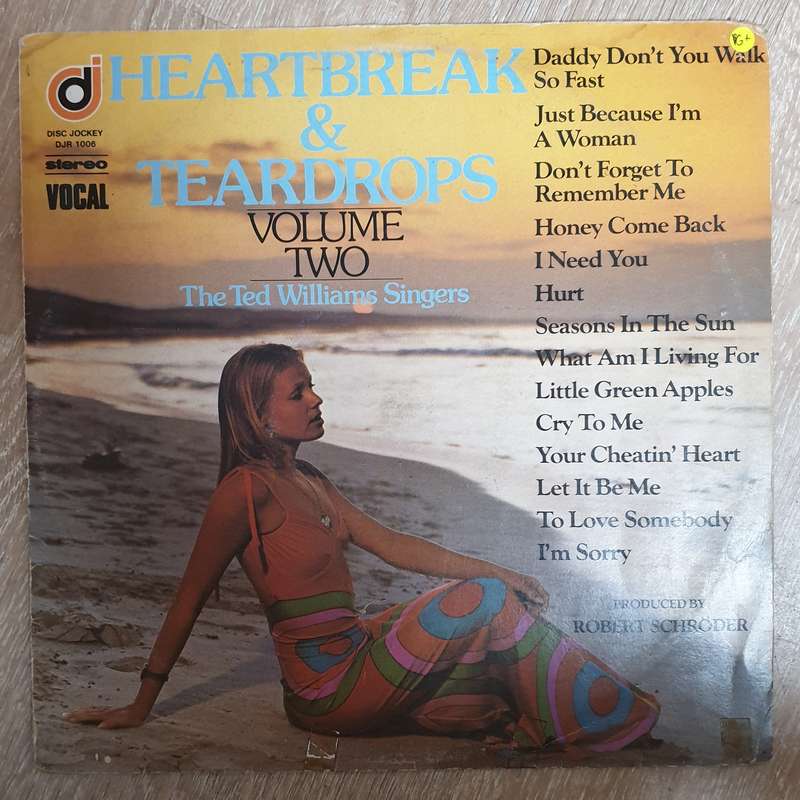 dj
DISC JOCKEY
DJR 1006
stereo
VOCAL
HEARTBREAK
&
TEARDROPS
VOLUME
TWO
The Ted Williams Singers
VG+
Daddy Don't You Walk
So Fast
Just Because I'm
A Woman
Don't Forget To
Remember Me
Honey Come Back
I Need You
Hurt
Seasons In The Sun
What Am I Living For
Little Green Apples
Cry To Me
Your Cheatin' Heart
Let It Be Me
To Love Somebody
I'm Sorry
PRODUCED BY
ROBERT SCHRODER